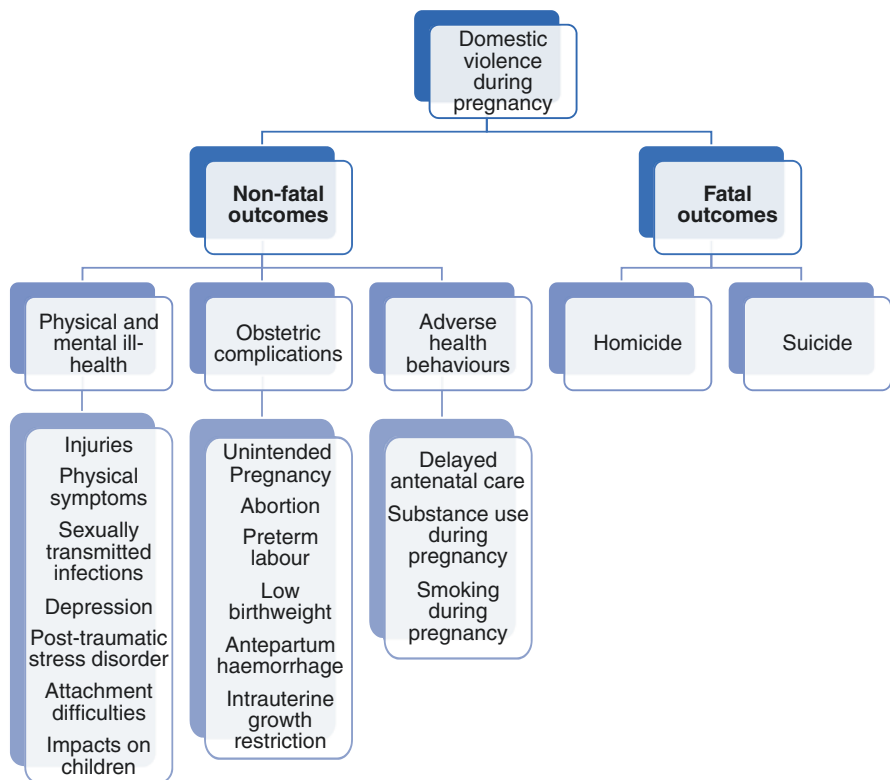 Domestic
violence
during
pregnancy
Non-fatal
outcomes
Fatal
outcomes
Physical and
mental ill-
health
Obstetric
complications
Adverse
health
behaviours
Homicide
Suicide
Injuries
Physical
symptoms
Sexually
transmitted
infections
Depression
Post-traumatic
stress disorder
Attachment
difficulties
Impacts on
children
Unintended
Pregnancy
Abortion
Preterm
labour
Low
birthweight
Antepartum
haemorrhage
Intrauterine
growth
restriction
Delayed
antenatal care
Substance use
during
pregnancy
Smoking
during
pregnancy